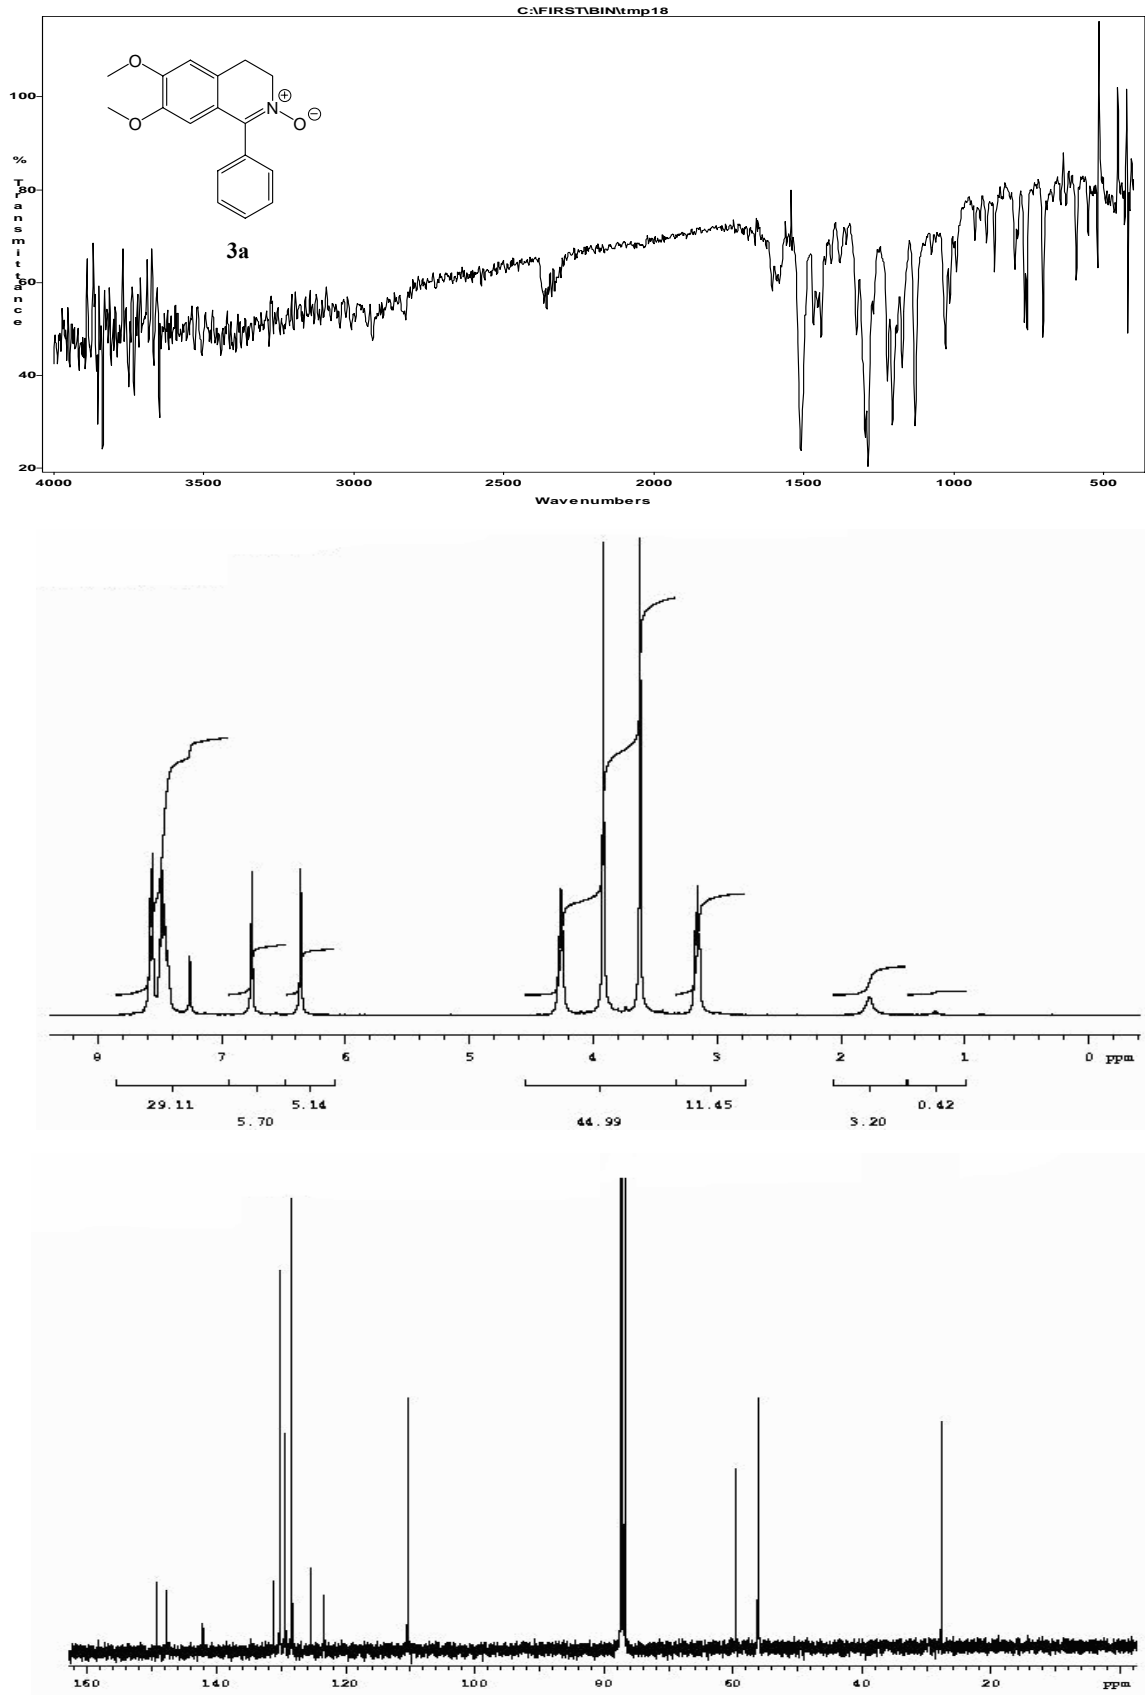 C:\FIRST\BIN\tmp18
O
O
N
⊕
O
⊖
3a
% Transmittance
100
80
60
40
20
4000 3500 3000 2500 2000 1500 1000 500
Wavenumbers
8 7 6 5 4 3 2 1 0 ppm
29.11 5.14 11.45 0.42
5.70 44.99 3.20
160 140 120 100 80 60 40 20 ppm